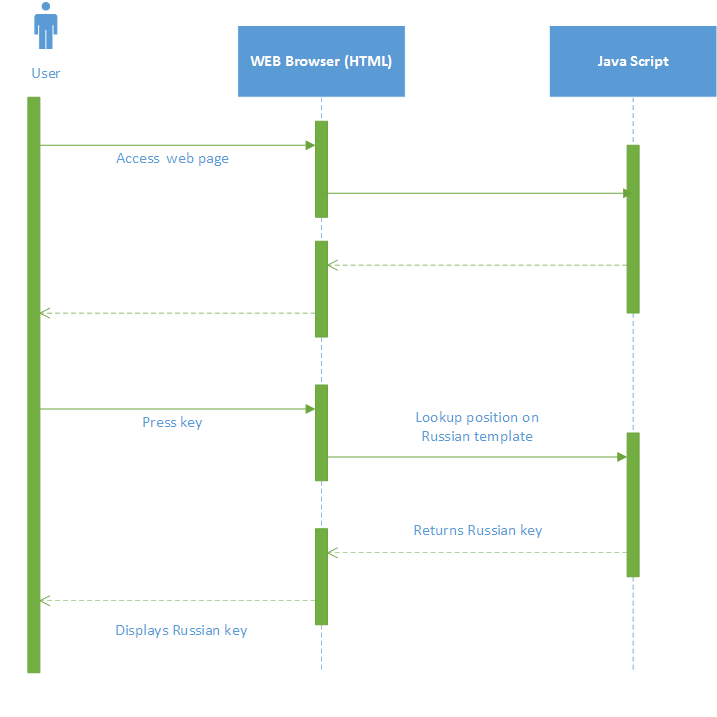 User
WEB Browser (HTML)
Java Script
Access  web page
Press key
Lookup position on
Russian template
Returns Russian key
Displays Russian key